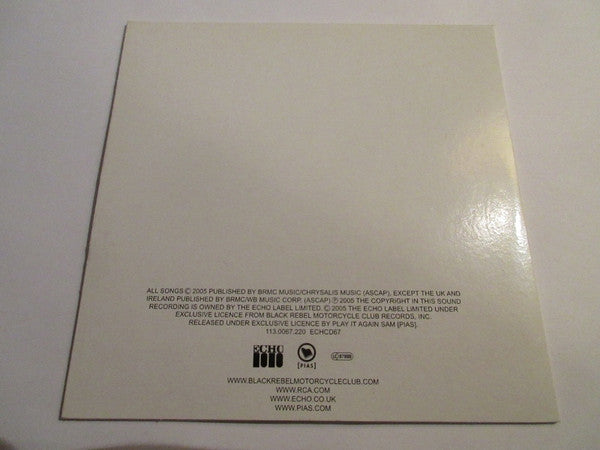 ALL SONGS © 2005 PUBLISHED BY BRMC MUSIC/CHRYSALIS MUSIC (ASCAP), EXCEPT THE UK AND
IRELAND PUBLISHED BY BRMC/WB MUSIC CORP. (ASCAP) ℗ 2005 THE COPYRIGHT IN THIS SOUND
RECORDING IS OWNED BY THE ECHO LABEL LIMITED. © 2005 THE ECHO LABEL LIMITED UNDER
EXCLUSIVE LICENCE FROM BLACK REBEL MOTORCYCLE CLUB RECORDS, INC.
RELEASED UNDER EXCLUSIVE LICENCE BY PLAY IT AGAIN SAM [PIAS].
113.0067.220 ECHCD67
ECHO
[PIAS]
WWW.BLACKREBELMOTORCYCLECLUB.COM
WWW.RCA.COM
WWW.ECHO.CO.UK
WWW.PIAS.COM